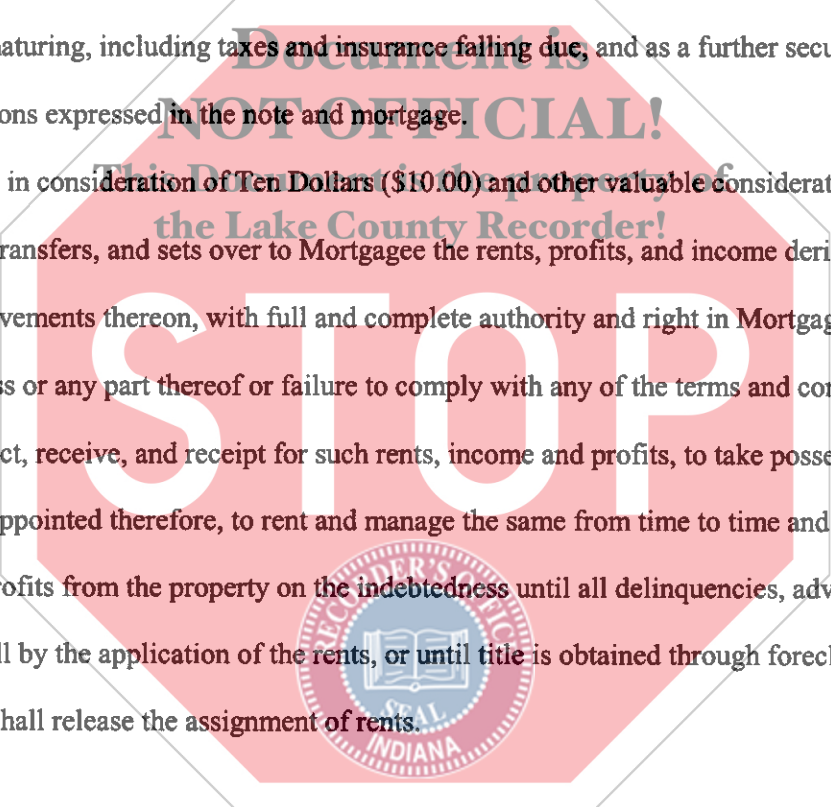 aturing, including taxes and insurance falling due, and as a further secu
Document is
ons expressed in the note and mortgage.
NOT OFFICIAL!
in consideration of Ten Dollars ($10.00) and other valuable considerat
This Document is the property of
the Lake County Recorder!
ransfers, and sets over to Mortgagee the rents, profits, and income deri
vements thereon, with full and complete authority and right in Mortgag
ss or any part thereof or failure to comply with any of the terms and con
STOP
ct, receive, and receipt for such rents, income and profits, to take posse
ppointed therefore, to rent and manage the same from time to time and
ofits from the property on the indebtedness until all delinquencies, adv
RECORDER'S OFFICE
ll by the application of the rents, or until title is obtained through forecl
SEAL
hall release the assignment of rents.
INDIANA